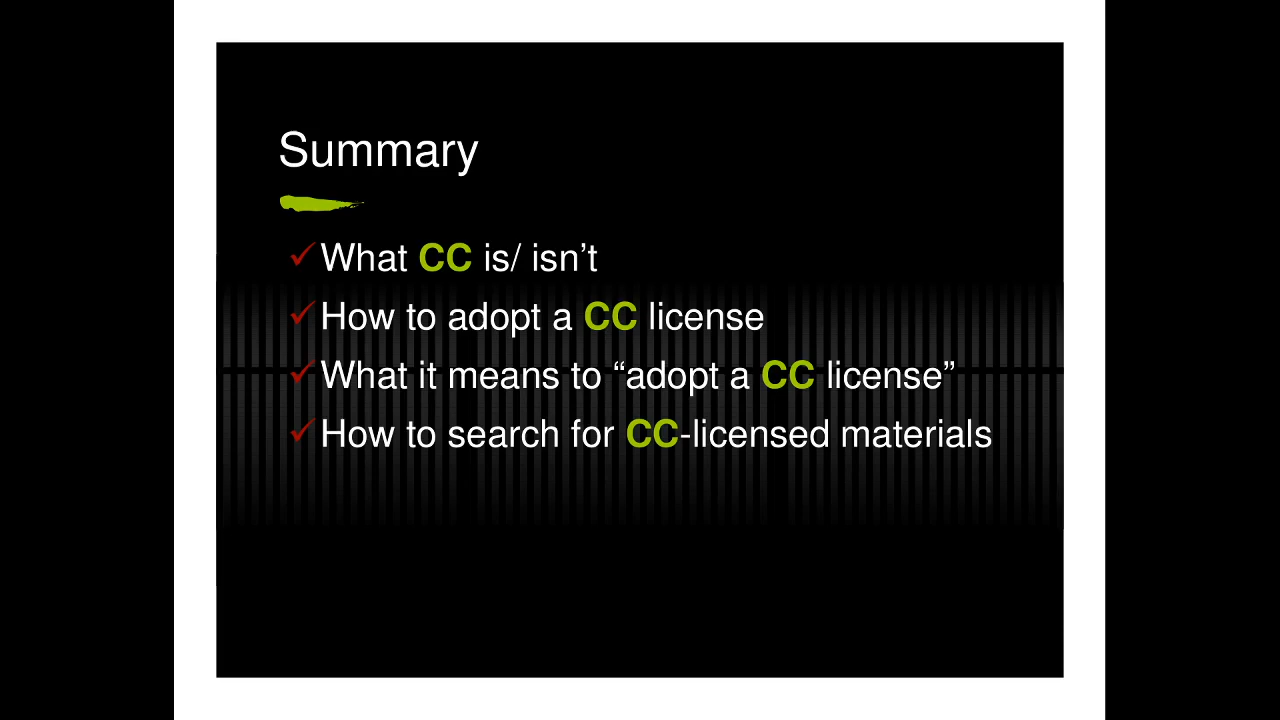 Summary
What CC is/ isn’t
How to adopt a CC license
What it means to “adopt a CC license”
How to search for CC-licensed materials